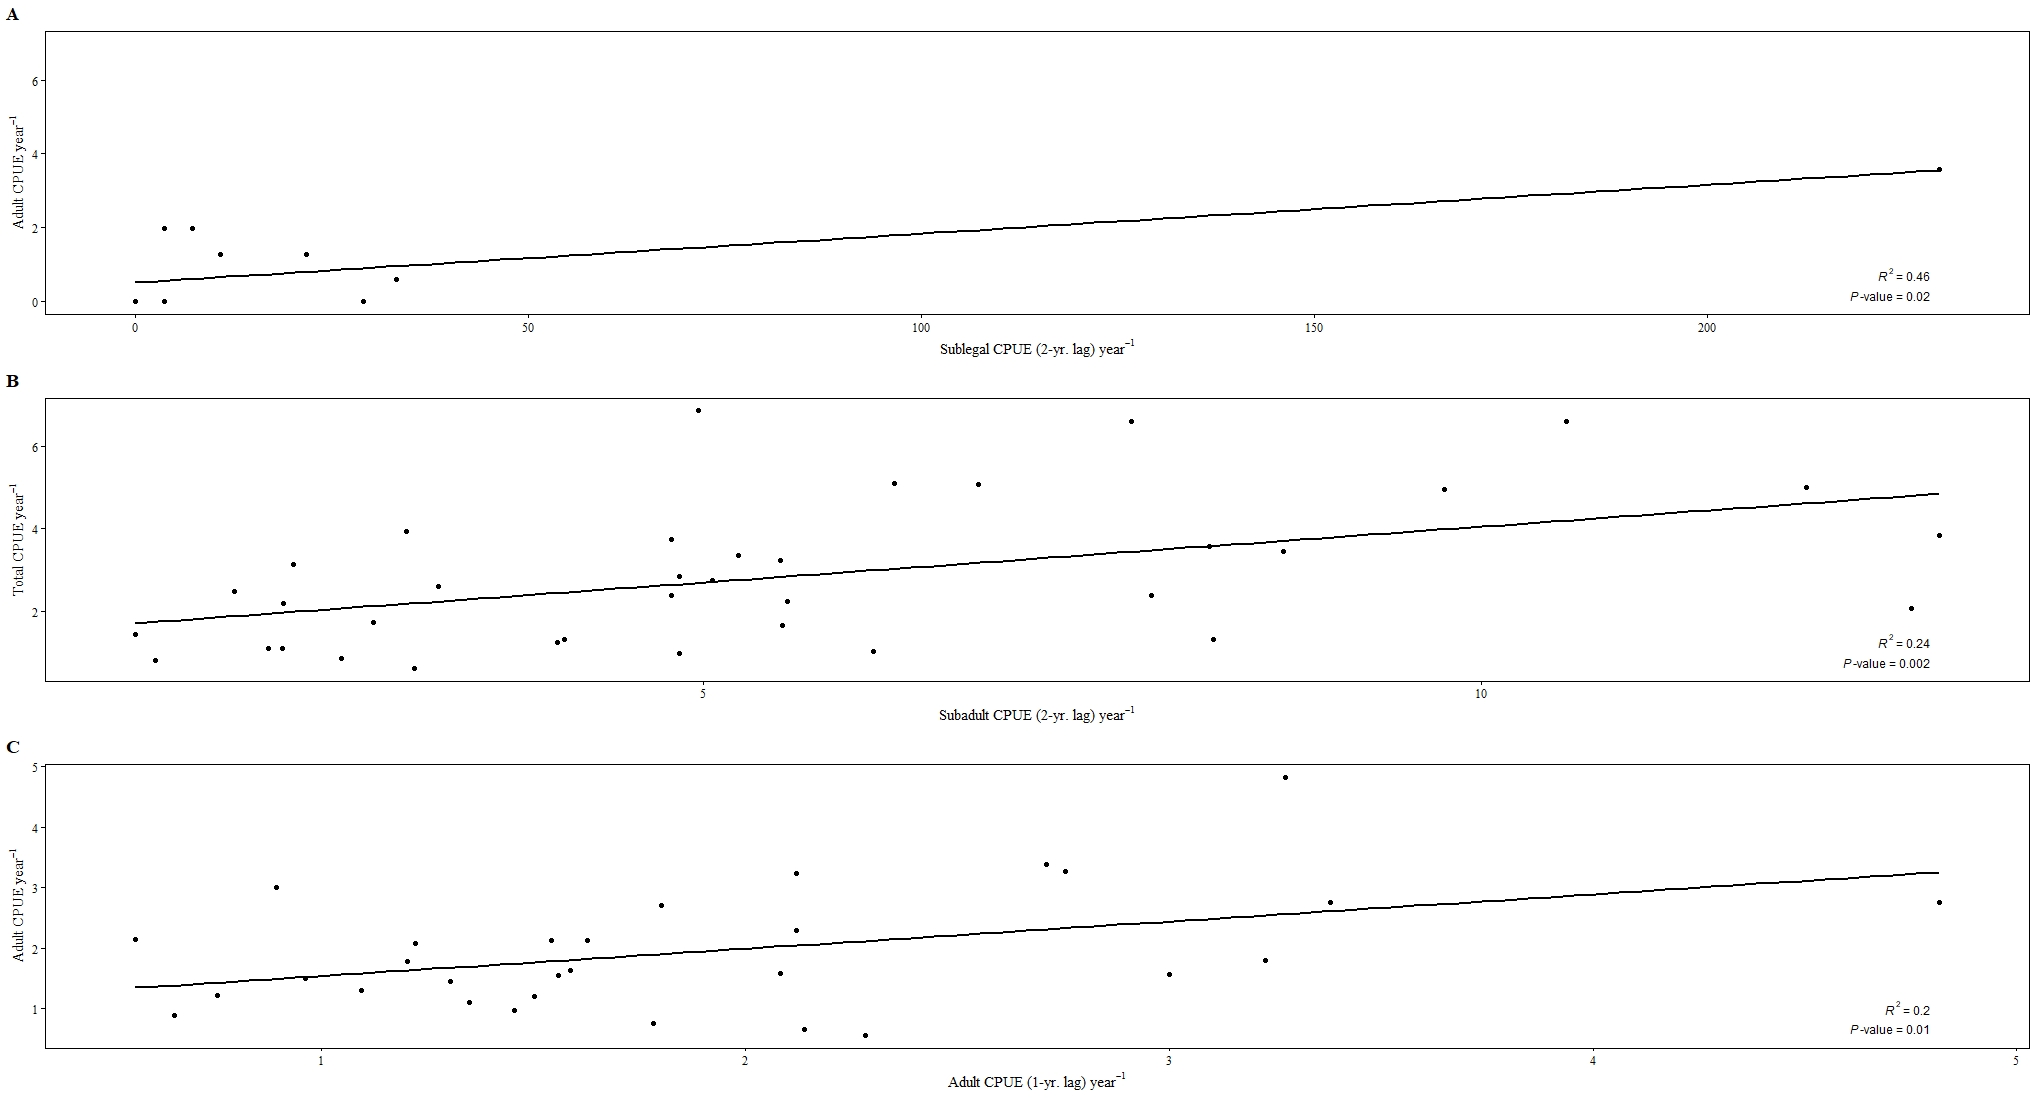 A
Adult CPUE year⁻¹
6
4
2
0
R² = 0.46
P-value = 0.02
0 50 100 150 200
Sublegal CPUE (2-yr. lag) year⁻¹
B
Total CPUE year⁻¹
6
4
2
R² = 0.24
P-value = 0.002
5 10
Subadult CPUE (2-yr. lag) year⁻¹
C
Adult CPUE year⁻¹
5
4
3
2
1
R² = 0.2
P-value = 0.01
1 2 3 4 5
Adult CPUE (1-yr. lag) year⁻¹